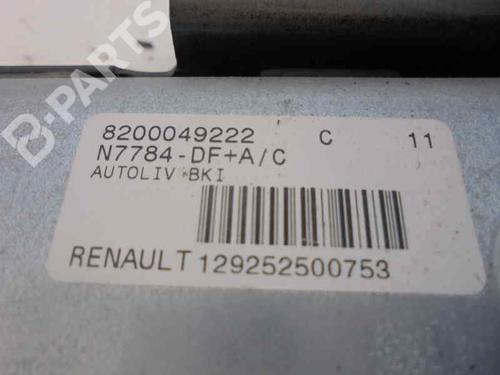 8200049222 C 11
N7784-DF+A/C
AUTOLIV BKI
RENAULT 129252500753
B-PARTS